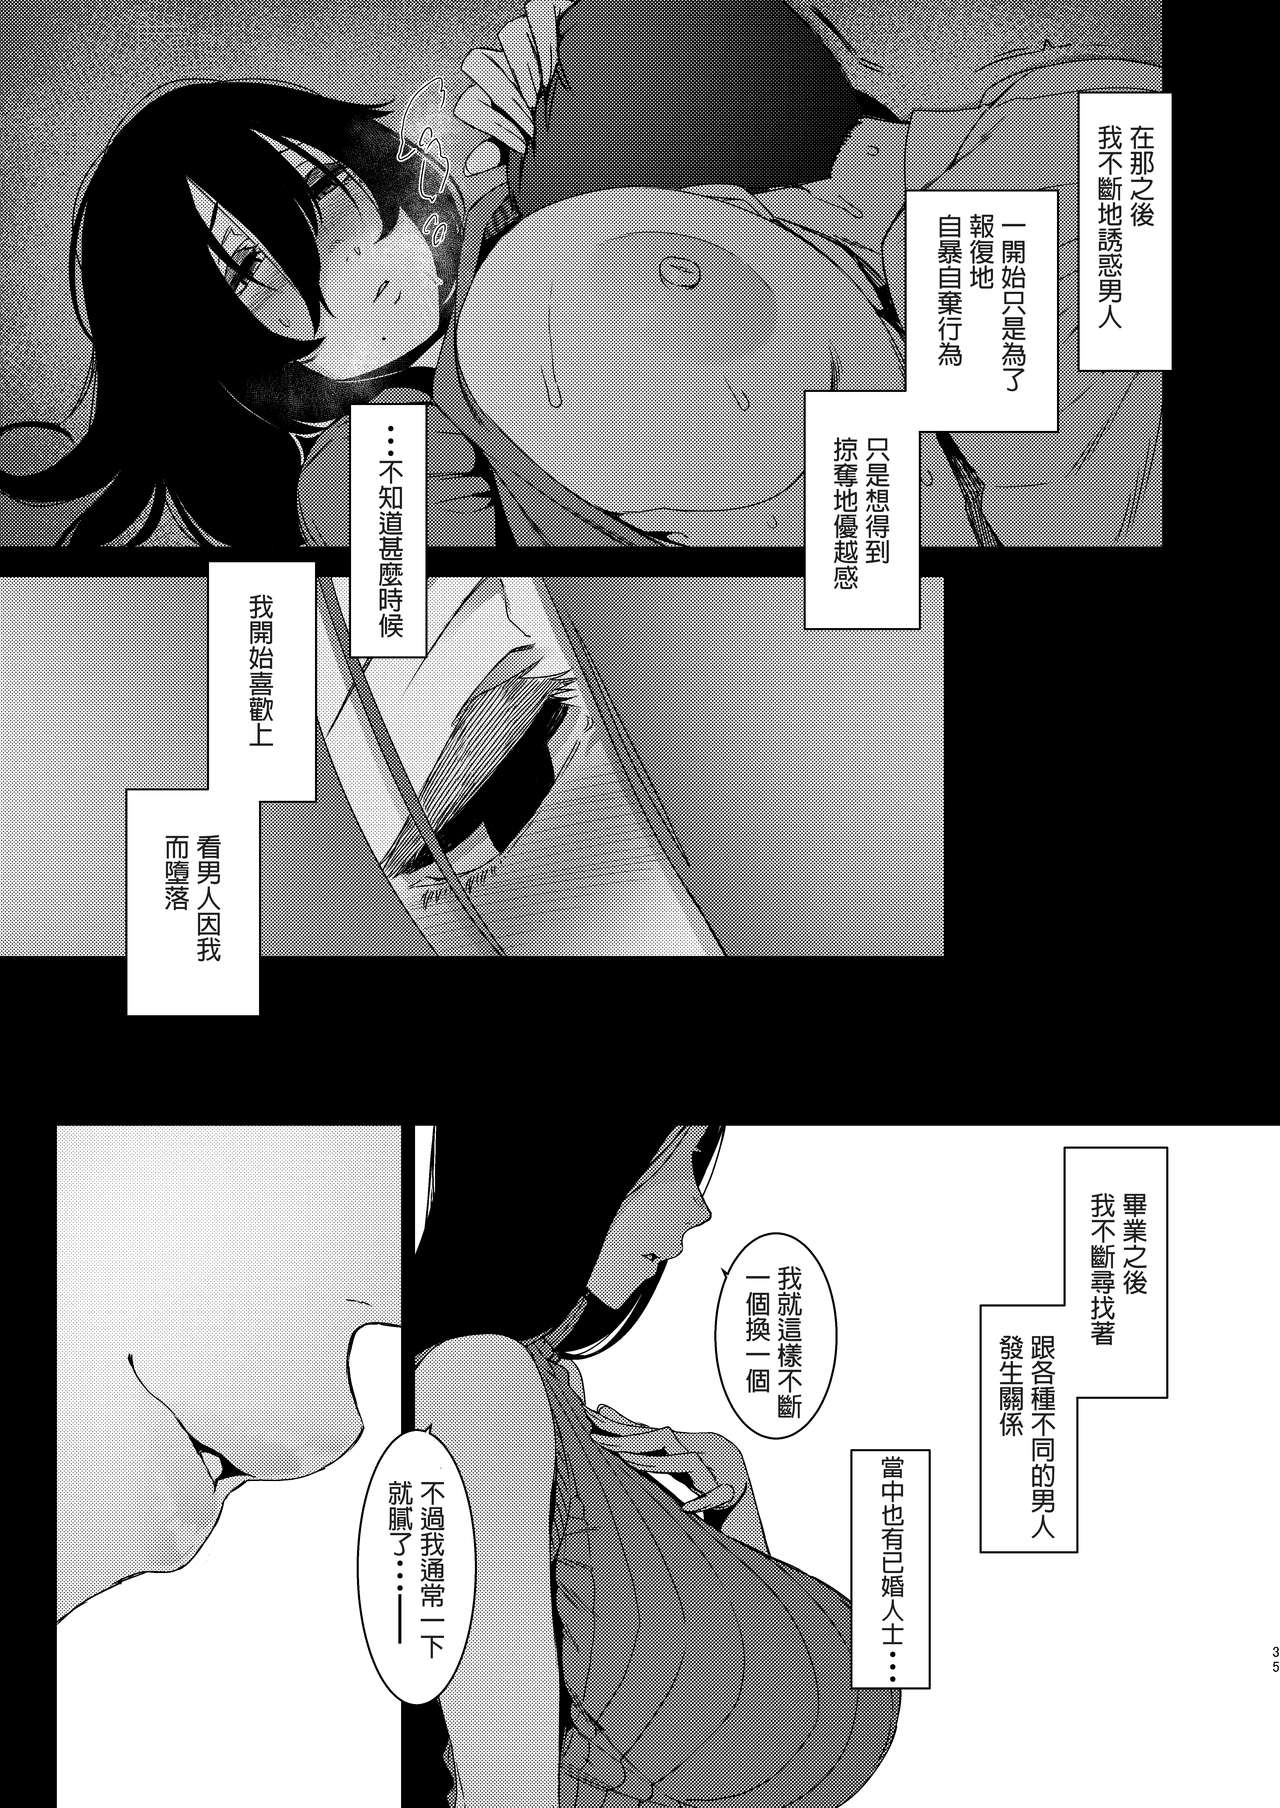 在那之後
我不斷地誘惑男人
一開始只是為了
報復地
自暴自棄行為
只是想得到
掠奪地優越感
…不知道甚麼時候
我開始喜歡上
看男人因我
而墮落
畢業之後
我不斷尋找著
跟各種不同的男人
發生關係
我就這樣不斷
一個換一個
當中也有已婚人士…
不過我通常一下
就膩了…——
35